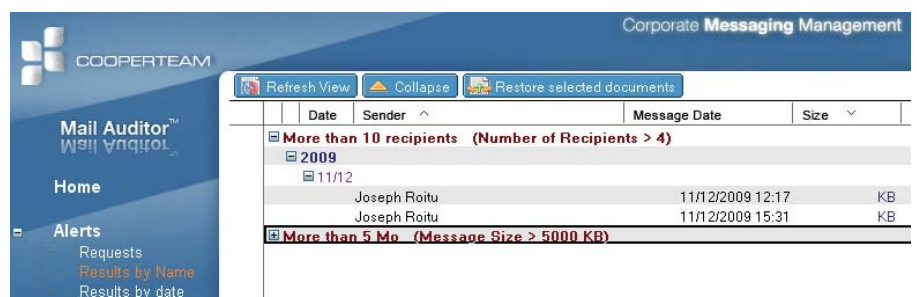 Corporate Messaging Management
COOPERTEAM
Refresh View Collapse Restore selected documents
Date Sender Message Date Size
Mail Auditor™
More than 10 recipients (Number of Recipients > 4)
2009
11/12
Home
Joseph Roitu 11/12/2009 12:17 KB
Joseph Roitu 11/12/2009 15:31 KB
Alerts
More than 5 Mo (Message Size > 5000 KB)
Requests
Results by Name
Results by date